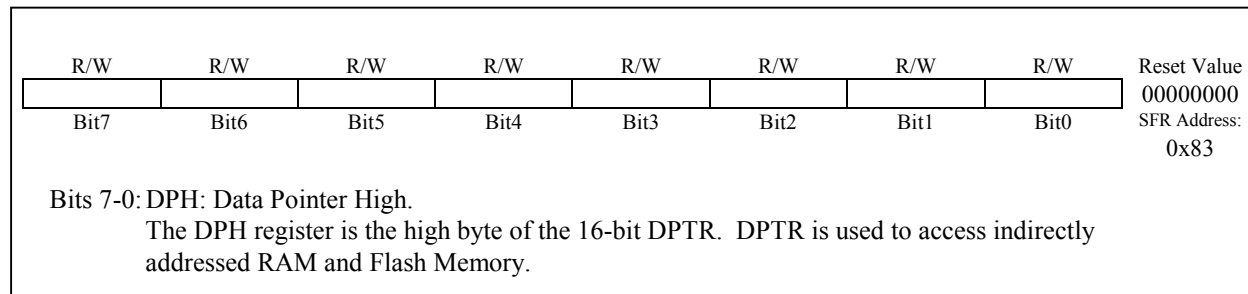 R/W R/W R/W R/W R/W R/W R/W R/W Reset Value
00000000
Bit7 Bit6 Bit5 Bit4 Bit3 Bit2 Bit1 Bit0 SFR Address:
0x83
Bits 7-0: DPH: Data Pointer High.
The DPH register is the high byte of the 16-bit DPTR. DPTR is used to access indirectly
addressed RAM and Flash Memory.